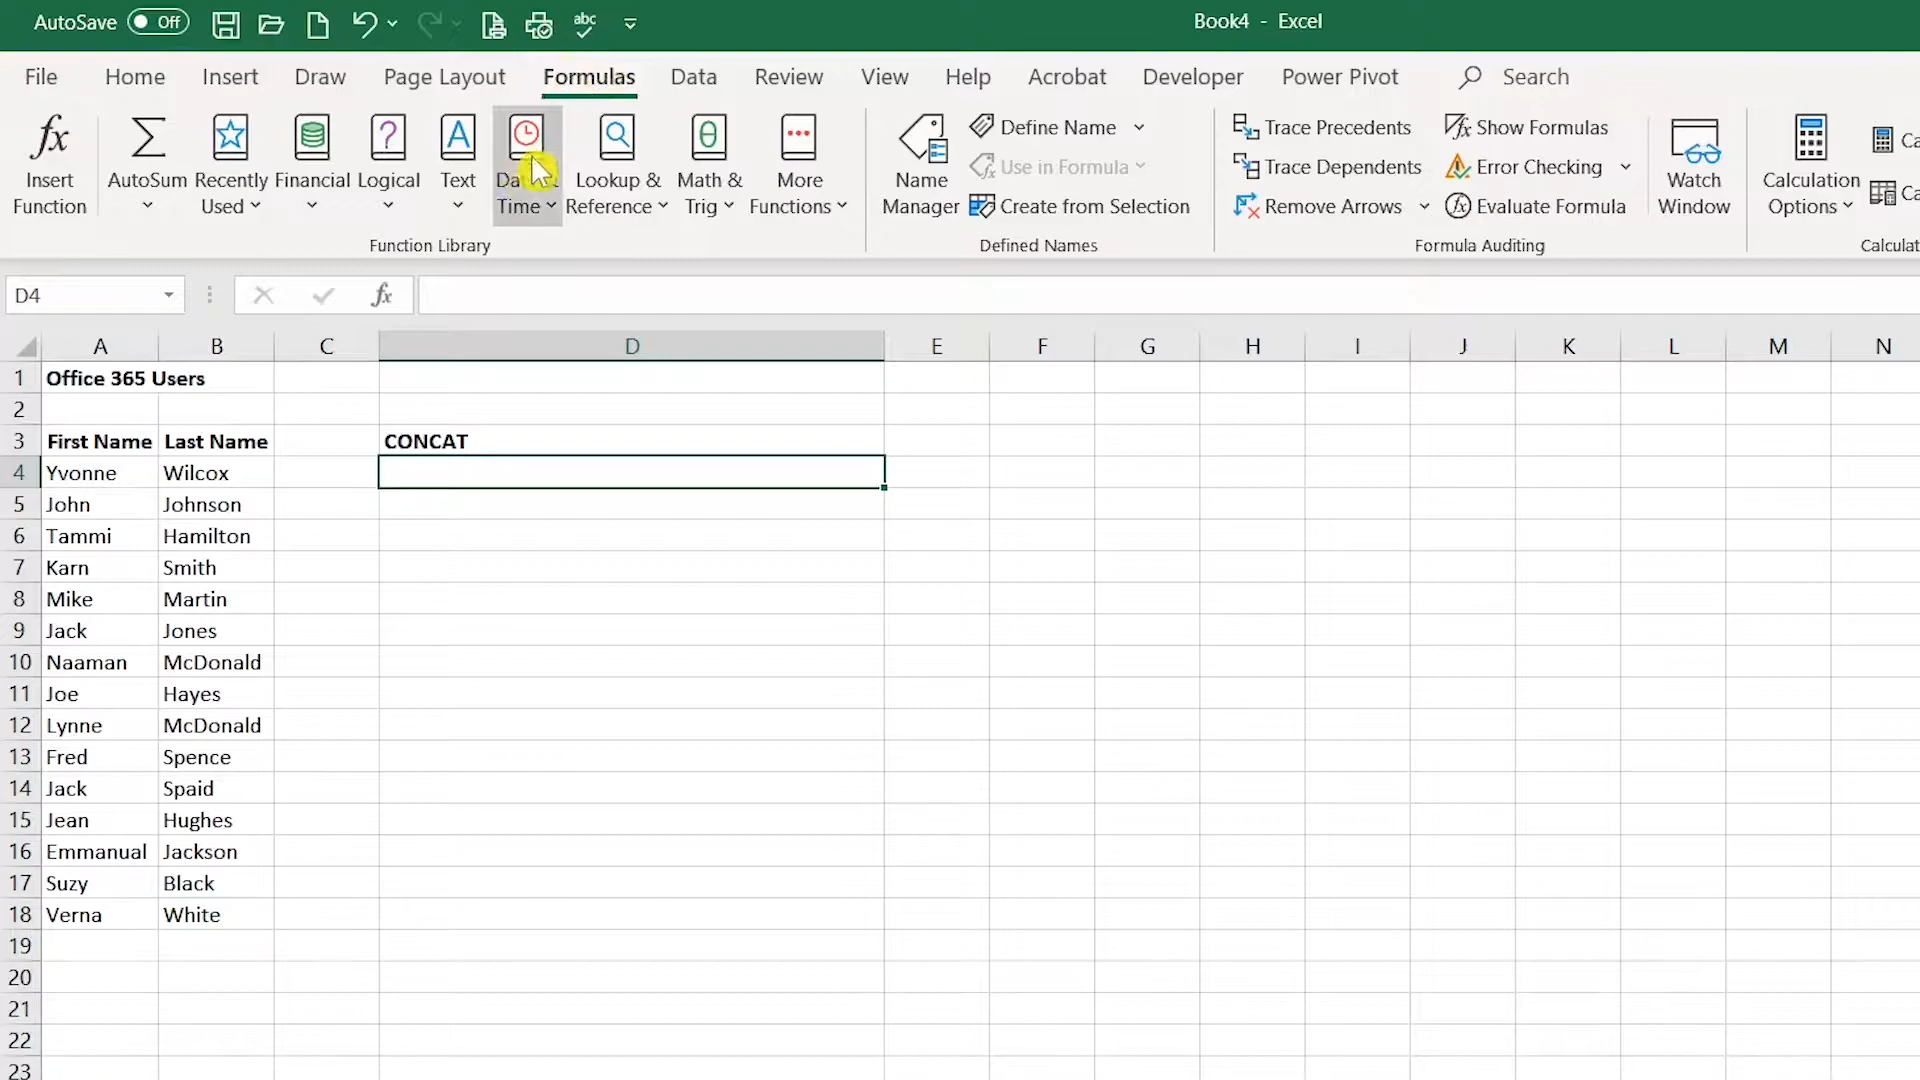 AutoSave Off
abc
Book4 - Excel
File Home Insert Draw Page Layout Formulas Data Review View Help Acrobat Developer Power Pivot Search
Insert Function
AutoSum
Recently Used
Financial
Logical
Text
Time
Lookup & Reference
Math & Trig
More Functions
Function Library
Name Manager
Define Name
Use in Formula
Create from Selection
Defined Names
Trace Precedents
Trace Dependents
Remove Arrows
Show Formulas
Error Checking
Evaluate Formula
Formula Auditing
Watch Window
Calculation Options
D4
fx
A B C D E F G H I J K L M N
1 Office 365 Users
2
3 First Name Last Name CONCAT
4 Yvonne Wilcox
5 John Johnson
6 Tammi Hamilton
7 Karn Smith
8 Mike Martin
9 Jack Jones
10 Naaman McDonald
11 Joe Hayes
12 Lynne McDonald
13 Fred Spence
14 Jack Spaid
15 Jean Hughes
16 Emmanual Jackson
17 Suzy Black
18 Verna White
19
20
21
22
23